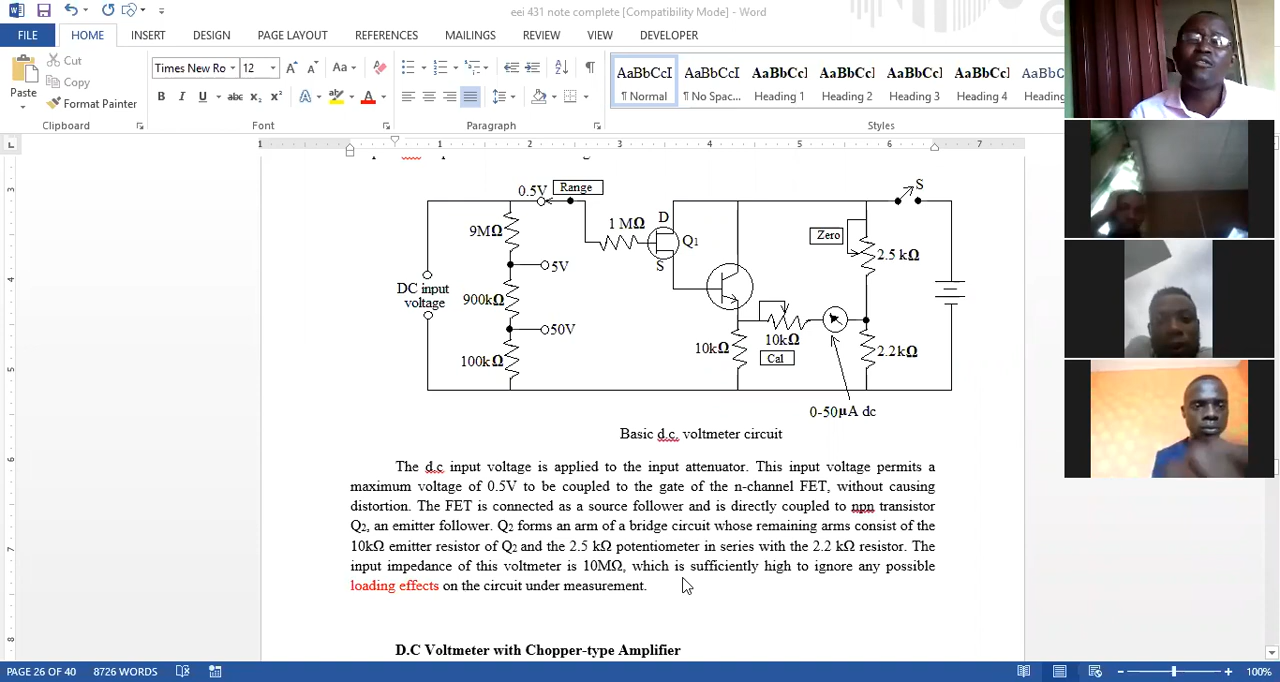 eei 431 note complete [Compatibility Mode] - Word
FILE HOME INSERT DESIGN PAGE LAYOUT REFERENCES MAILINGS REVIEW VIEW DEVELOPER
Cut
Copy
Format Painter
Paste
Times New Ro 12
AaBbCcI AaBbCcI AaBbCc AaBbCc AaBbCc AaBbCc
¶ Normal ¶ No Spac... Heading 1 Heading 2 Heading 3 Heading 4 Heading
Clipboard Font Paragraph Styles
1 1 2 3 4 5 6 7
0.5V Range
S
9MΩ
1 MΩ D
Q1
S
Zero
2.5 kΩ
5V
DC input
voltage
900kΩ
50V
100kΩ
10kΩ
10kΩ
Cal
2.2kΩ
0-50µA dc
Basic d.c. voltmeter circuit
The d.c input voltage is applied to the input attenuator. This input voltage permits a
maximum voltage of 0.5V to be coupled to the gate of the n-channel FET, without causing
distortion. The FET is connected as a source follower and is directly coupled to npn transistor
Q2, an emitter follower. Q2 forms an arm of a bridge circuit whose remaining arms consist of the
10kΩ emitter resistor of Q2 and the 2.5 kΩ potentiometer in series with the 2.2 kΩ resistor. The
input impedance of this voltmeter is 10MΩ, which is sufficiently high to ignore any possible
loading effects on the circuit under measurement.
D.C Voltmeter with Chopper-type Amplifier
PAGE 26 OF 40 8726 WORDS 100%